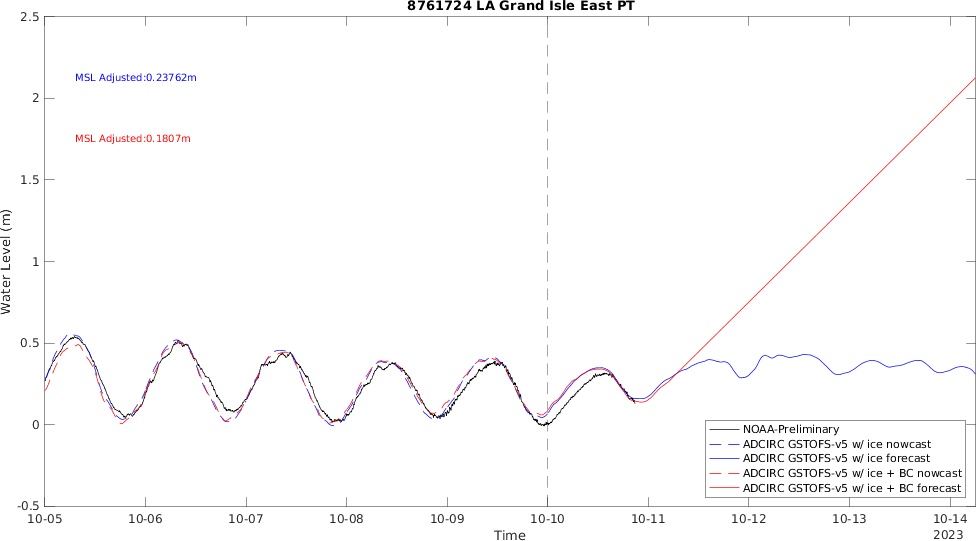 8761724 LA Grand Isle East PT
2.5
2
1.5
1
0.5
0
-0.5
Water Level (m)
MSL Adjusted:0.23762m
MSL Adjusted:0.1807m
NOAA-Preliminary
ADCIRC GSTOFS-v5 w/ ice nowcast
ADCIRC GSTOFS-v5 w/ ice forecast
ADCIRC GSTOFS-v5 w/ ice + BC nowcast
ADCIRC GSTOFS-v5 w/ ice + BC forecast
10-05 10-06 10-07 10-08 10-09 10-10 10-11 10-12 10-13 10-14
Time
2023